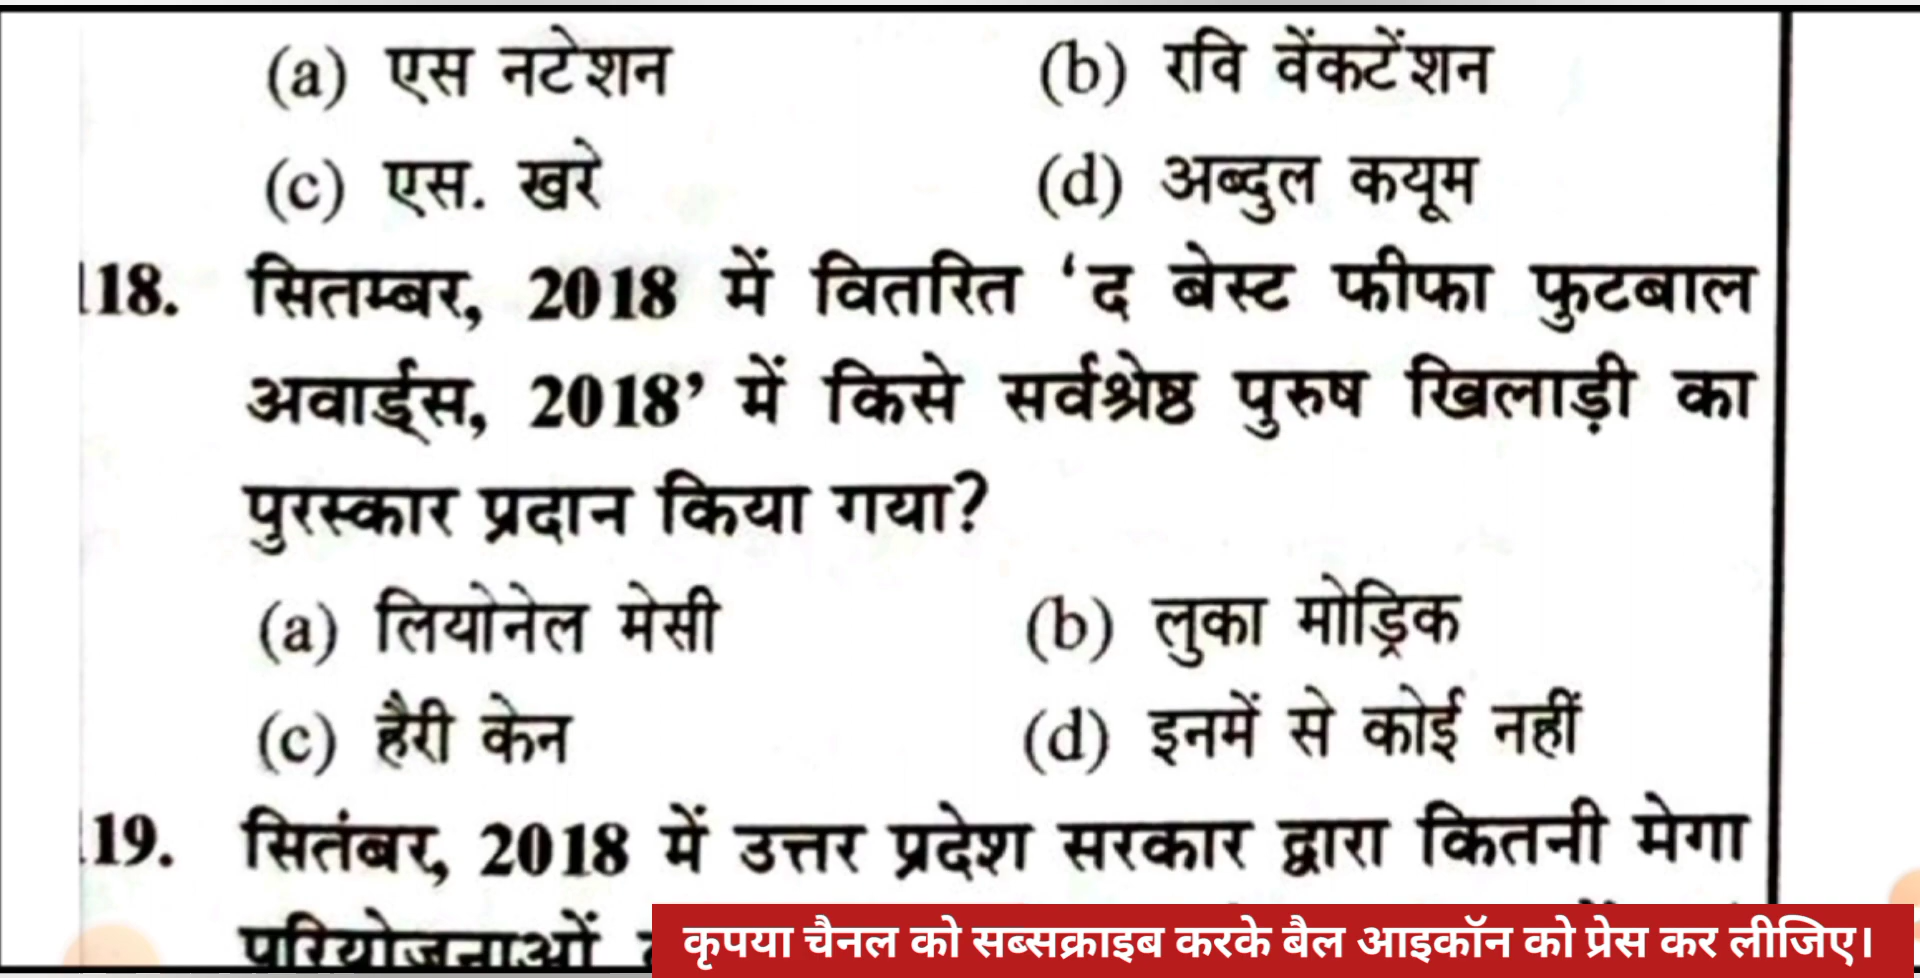 (a) एस नटेशन (b) रवि वेंकटेंशन
(c) एस. खरे (d) अब्दुल कयूम
118. सितम्बर, 2018 में वितरित ‘द बेस्ट फीफा फुटबाल
अवार्ड्स, 2018’ में किसे सर्वश्रेष्ठ पुरुष खिलाड़ी का
पुरस्कार प्रदान किया गया?
(a) लियोनेल मेसी (b) लुका मोड्रिक
(c) हैरी केन (d) इनमें से कोई नहीं
119. सितंबर, 2018 में उत्तर प्रदेश सरकार द्वारा कितनी मेगा
परियोजनाओं
कृपया चैनल को सब्सक्राइब करके बैल आइकॉन को प्रेस कर लीजिए।